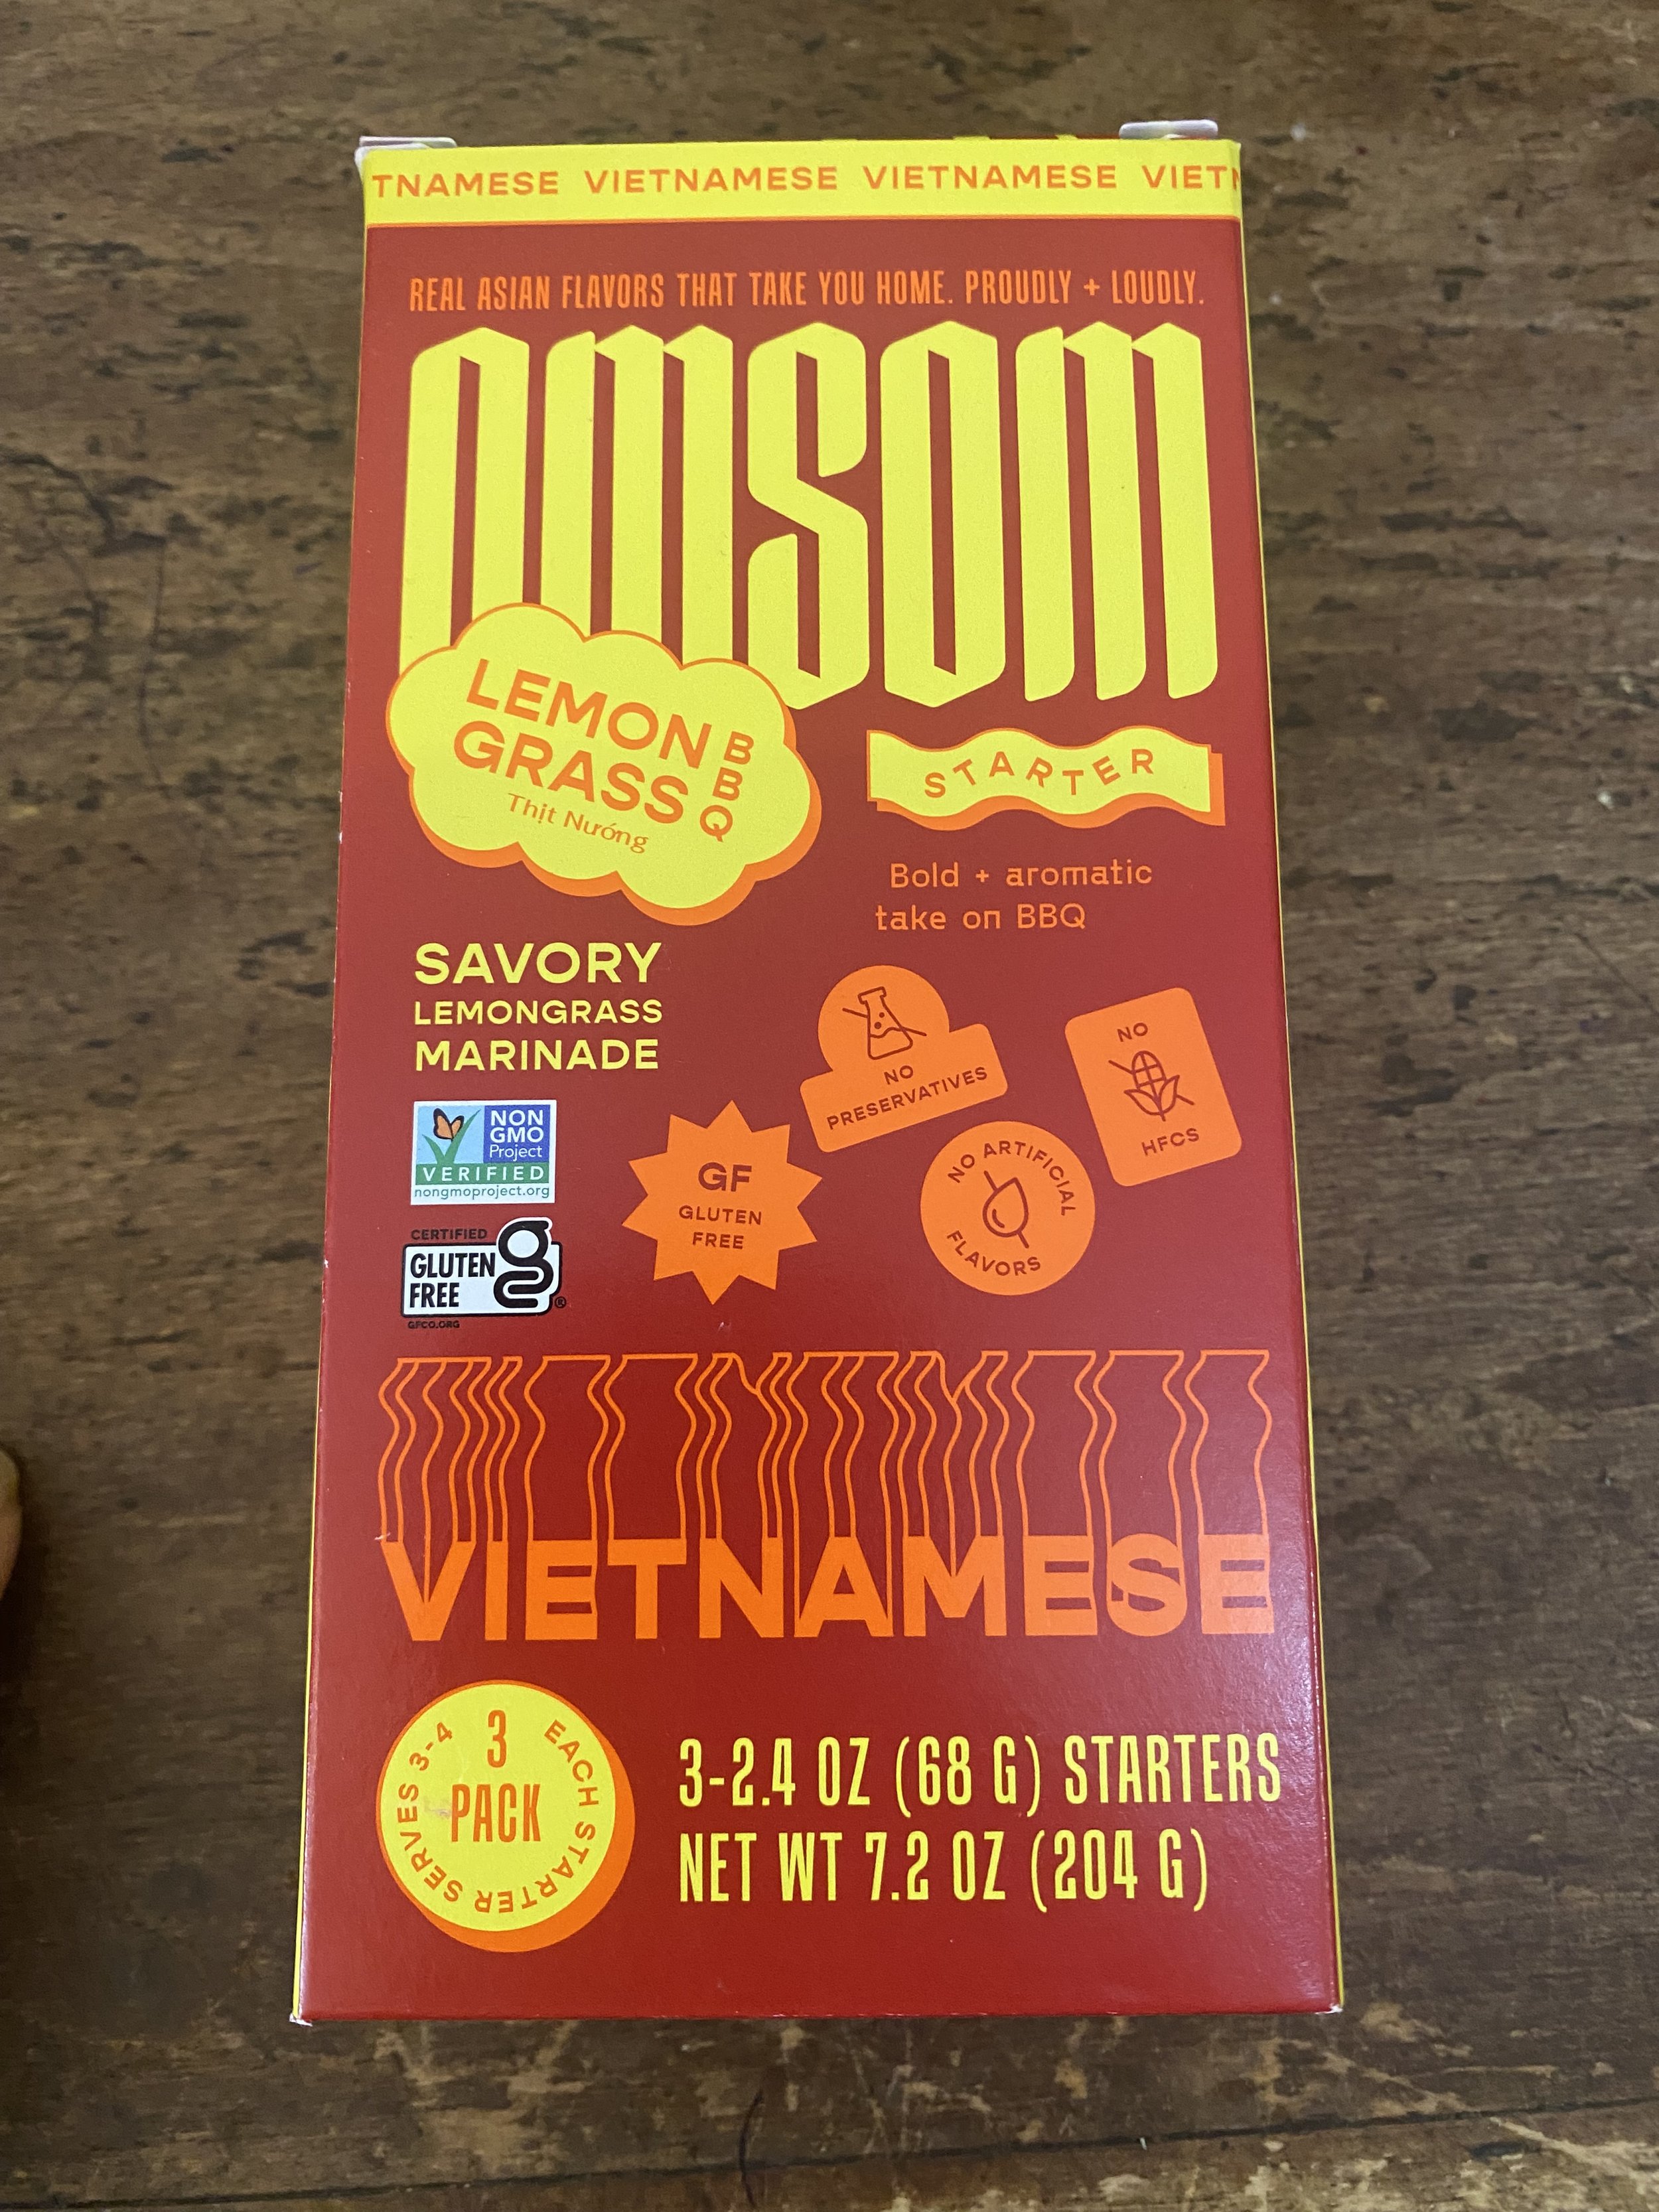 TNAMESE VIETNAMESE VIETNAMESE VIETN
REAL ASIAN FLAVORS THAT TAKE YOU HOME. PROUDLY + LOUDLY.
OMSOM
LEMON
GRASS
BBQ
Thịt Nướng
STARTER
Bold + aromatic
take on BBQ
SAVORY
LEMONGRASS
MARINADE
NO
PRESERVATIVES
NO
HFCS
NON
GMO
Project
VERIFIED
nongmoproject.org
GF
GLUTEN
FREE
NO ARTIFICIAL
FLAVORS
CERTIFIED
GLUTEN
FREE
g
®
GFCO.ORG
VIETNAMESE
3
PACK
EACH STARTER SERVES 3-4
3-2.4 OZ (68 G) STARTERS
NET WT 7.2 OZ (204 G)